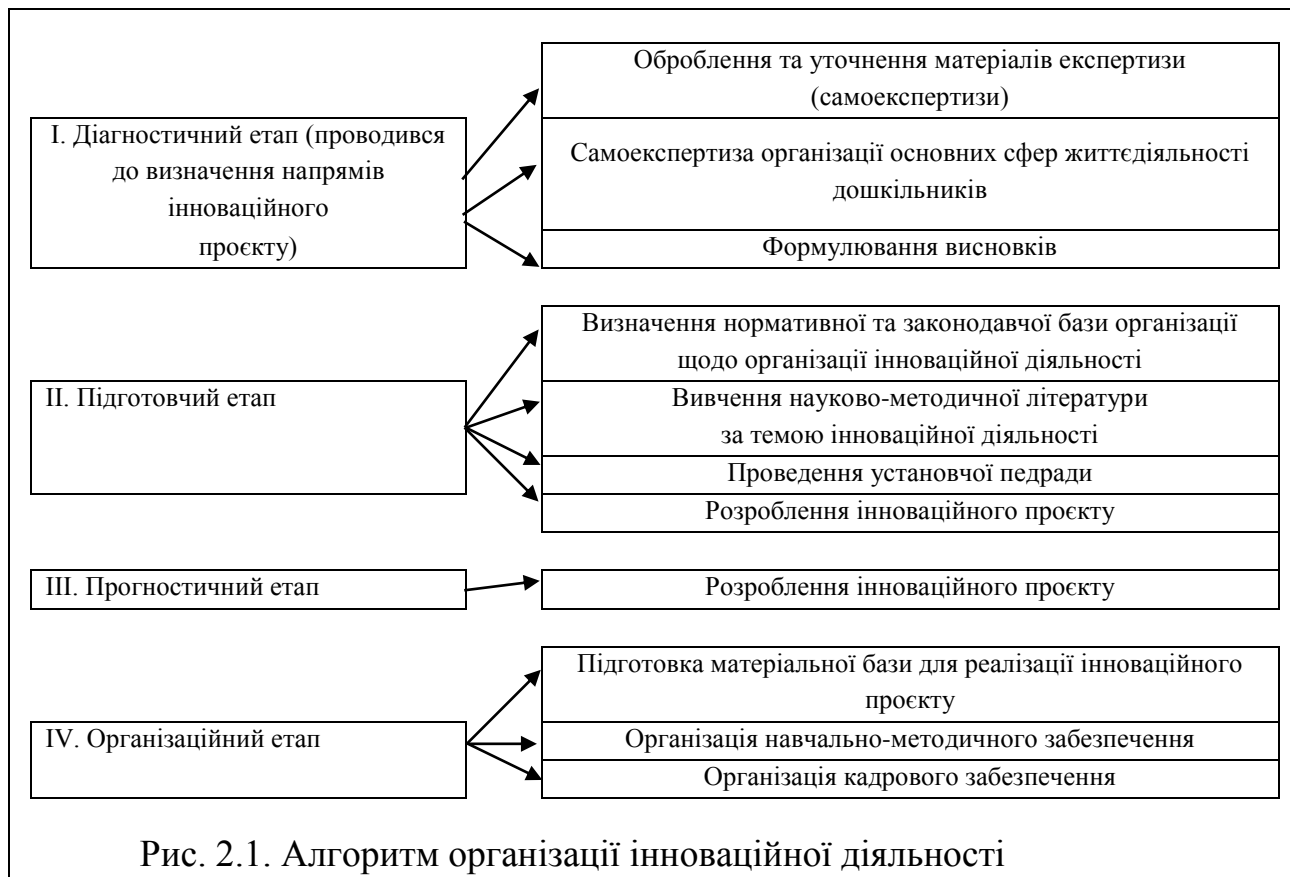 Оброблення та уточнення матеріалів експертизи
(самоекспертизи)
І. Діагностичний етап (проводився
до визначення напрямів
інноваційного
проєкту)
Самоекспертиза організації основних сфер життєдіяльності
дошкільників
Формулювання висновків
Визначення нормативної та законодавчої бази організації
щодо організації інноваційної діяльності
ІІ. Підготовчий етап
Вивчення науково-методичної літератури
за темою інноваційної діяльності
Проведення установчої педради
Розроблення інноваційного проєкту
ІІІ. Прогностичний етап
Розроблення інноваційного проєкту
Підготовка матеріальної бази для реалізації інноваційного
проєкту
IV. Організаційний етап
Організація навчально-методичного забезпечення
Організація кадрового забезпечення
Рис. 2.1. Алгоритм організації інноваційної діяльності